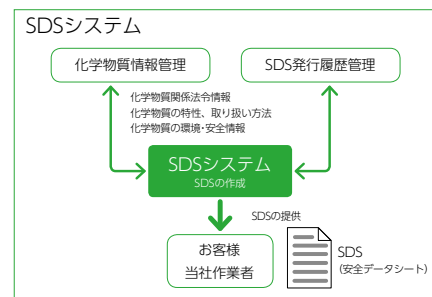 SDSシステム
化学物質情報管理
SDS発行履歴管理
化学物質関係法令情報
化学物質の特性、取り扱い方法
化学物質の環境・安全情報
SDSシステム
SDSの作成
SDSの提供
お客様
当社作業者
SDS
(安全データシート)